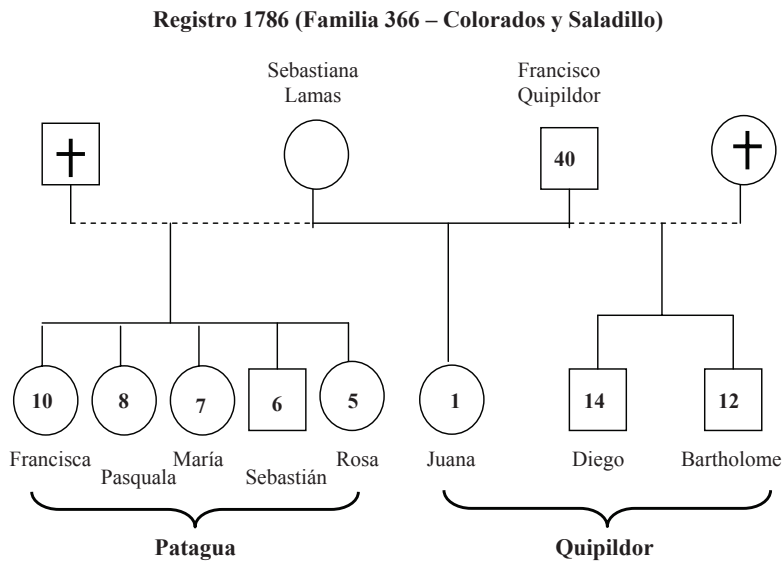 Registro 1786 (Familia 366 – Colorados y Saladillo)
Sebastiana
Lamas
Francisco
Quipildor
40
10
8
7
6
5
1
14
12
Francisca
Pasquala
María
Sebastián
Rosa
Juana
Diego
Bartholome
Patagua
Quipildor